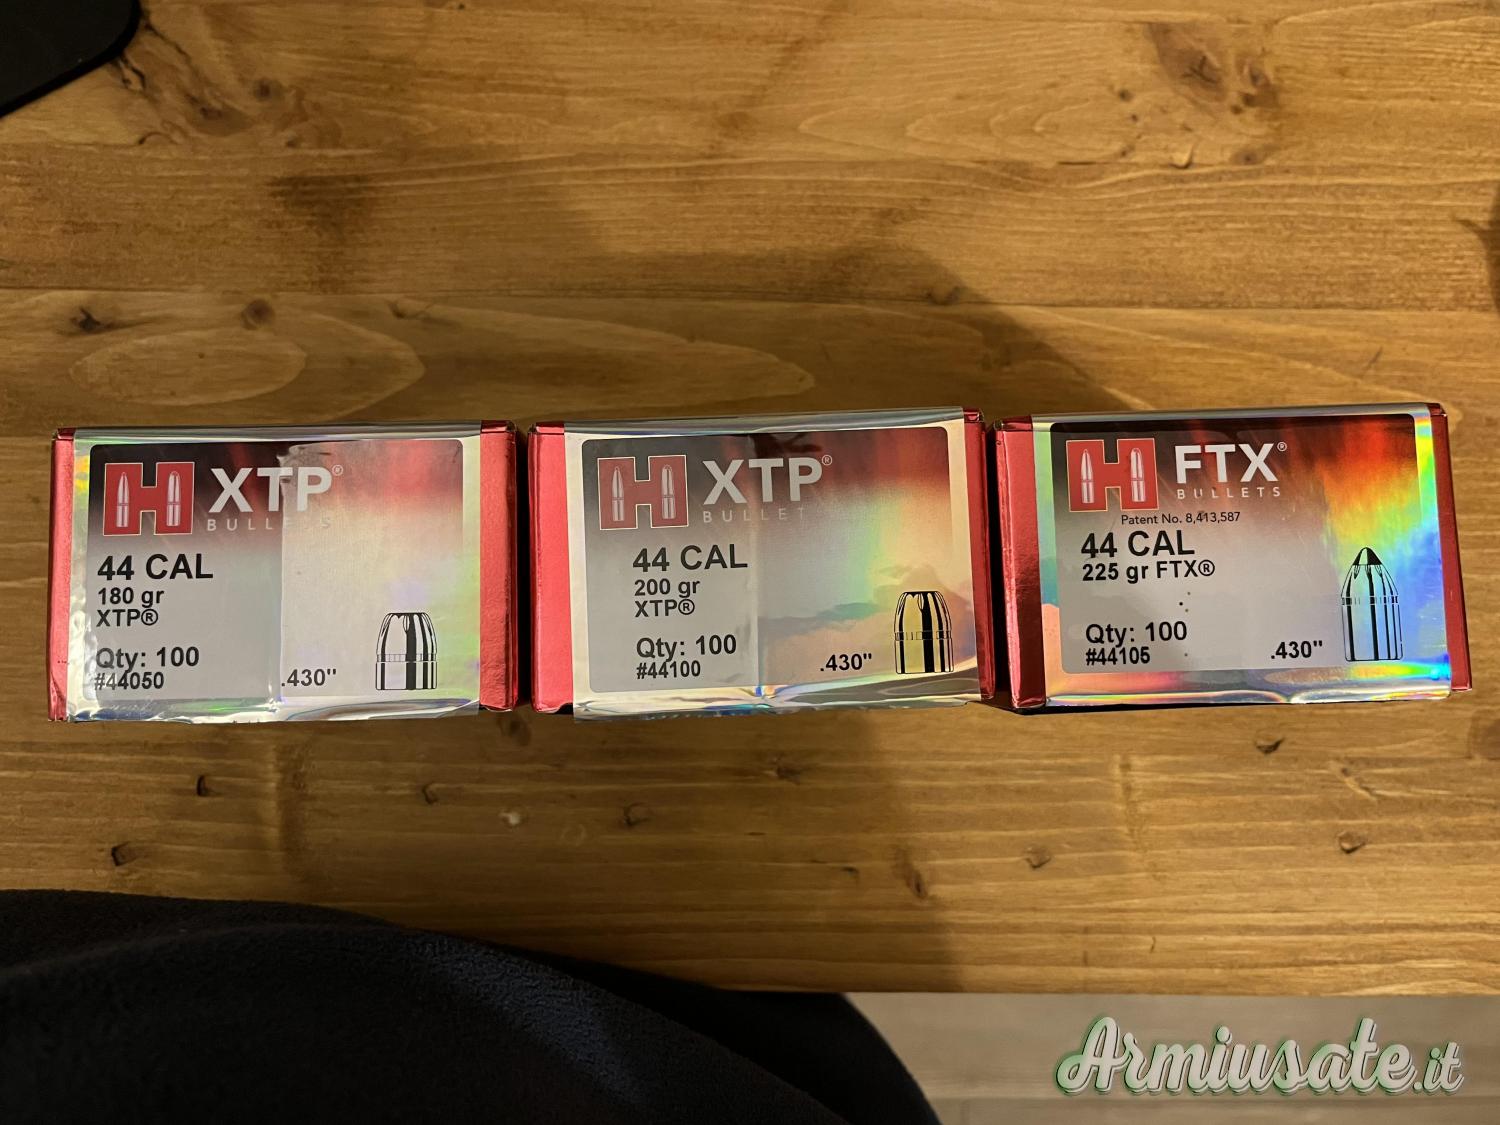 XTP®
BULLETS
44 CAL
180 gr
XTP®
Qty: 100
#44050
.430"
XTP®
BULLET
44 CAL
200 gr
XTP®
Qty: 100
#44100
.430"
FTX®
BULLETS
Patent No. 8,413,587
44 CAL
225 gr FTX®
Qty: 100
#44105
.430"
Armiusate.it